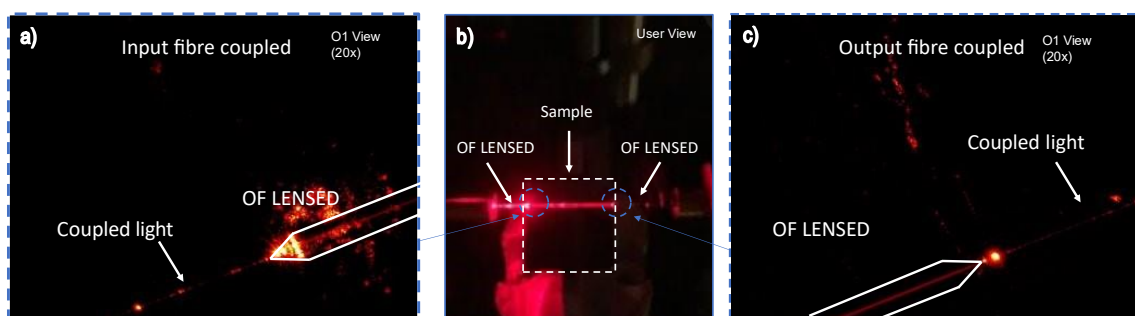 a)
Input fibre coupled
O1 View
(20x)
OF LENSED
Coupled light
b)
User View
Sample
OF LENSED
OF LENSED
c)
Output fibre coupled
O1 View
(20x)
Coupled light
OF LENSED